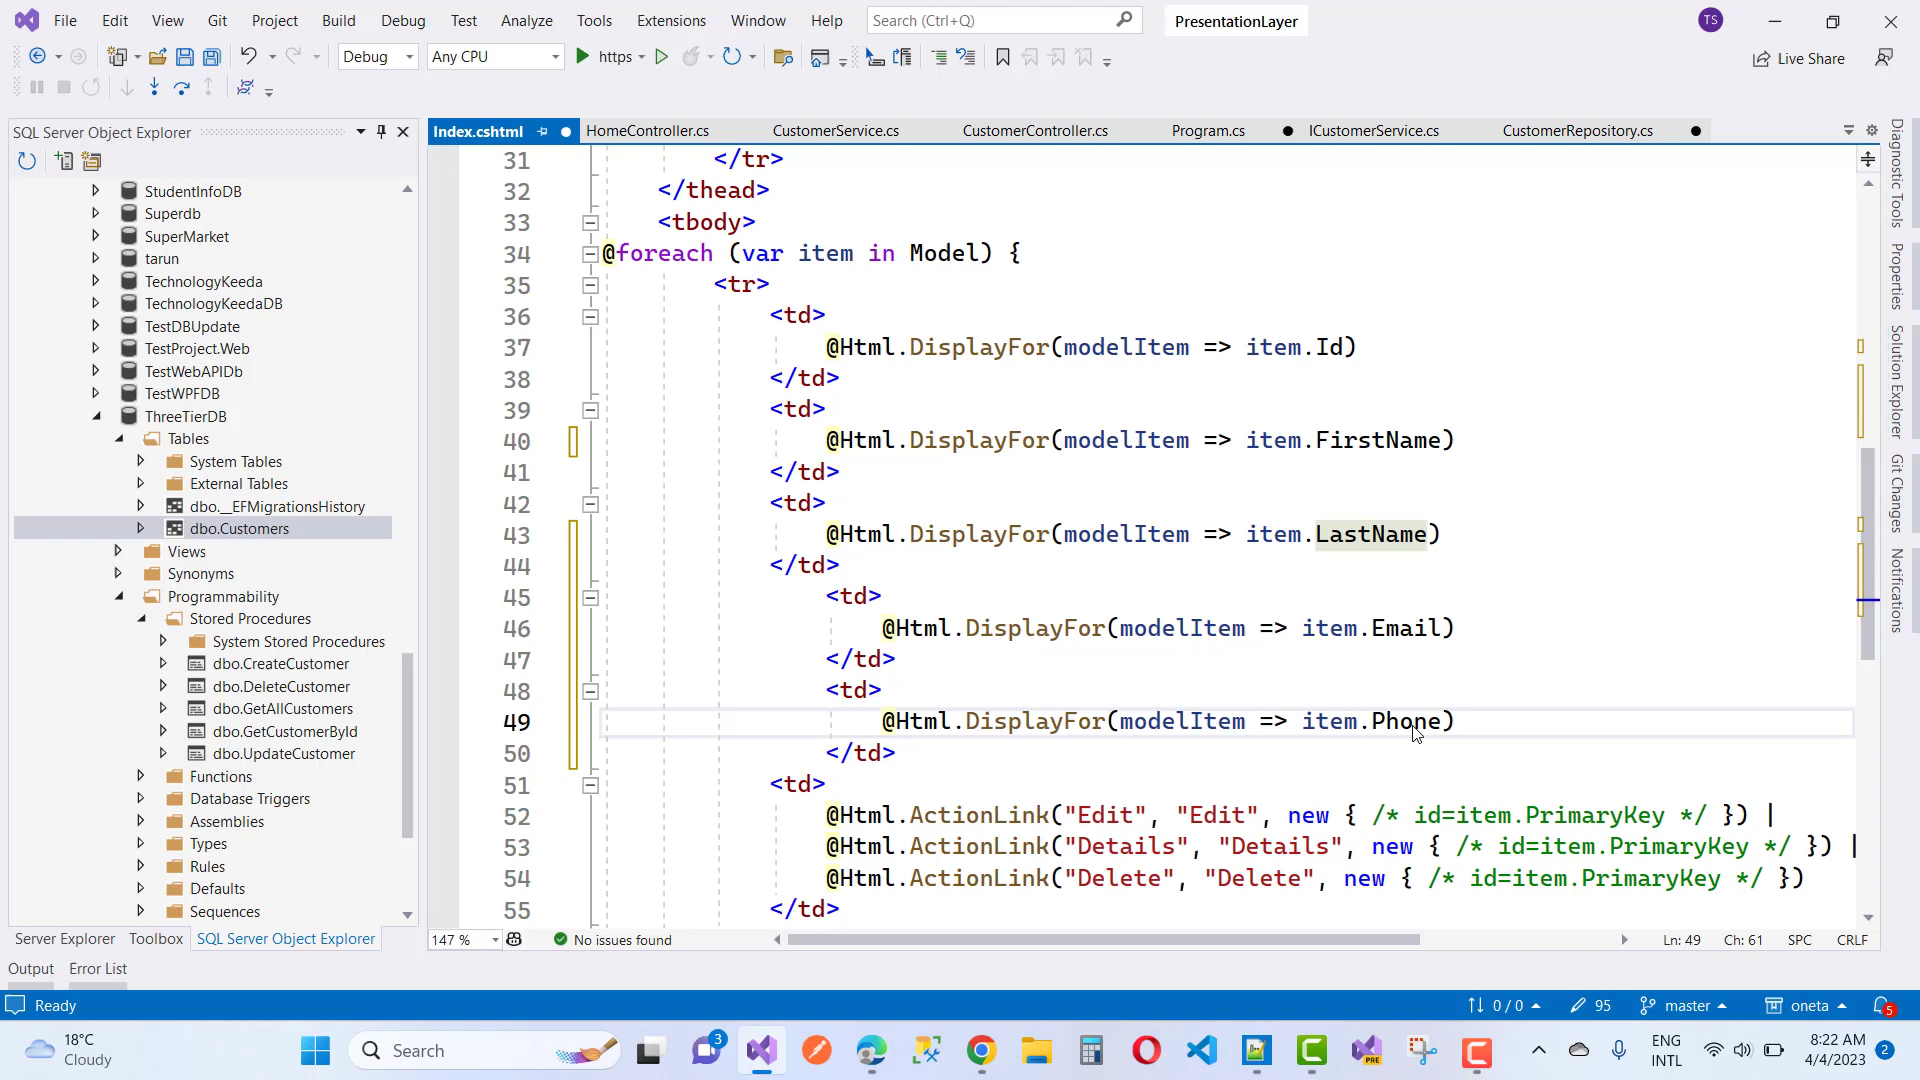 File Edit View Git Project Build Debug Test Analyze Tools Extensions Window Help Search (Ctrl+Q) PresentationLayer TS
Debug Any CPU https Live Share
SQL Server Object Explorer
Index.cshtml HomeController.cs CustomerService.cs CustomerController.cs Program.cs ICustomerService.cs CustomerRepository.cs
StudentInfoDB
Superdb
SuperMarket
tarun
TechnologyKeeda
TechnologyKeedaDB
TestDBUpdate
TestProject.Web
TestWebAPIDb
TestWPFDB
ThreeTierDB
Tables
System Tables
External Tables
dbo.__EFMigrationsHistory
dbo.Customers
Views
Synonyms
Programmability
Stored Procedures
System Stored Procedures
dbo.CreateCustomer
dbo.DeleteCustomer
dbo.GetAllCustomers
dbo.GetCustomerById
dbo.UpdateCustomer
Functions
Database Triggers
Assemblies
Types
Rules
Defaults
Sequences
Server Explorer Toolbox SQL Server Object Explorer
31 </tr>
32 </thead>
33 <tbody>
34 @foreach (var item in Model) {
35 <tr>
36 <td>
37 @Html.DisplayFor(modelItem => item.Id)
38 </td>
39 <td>
40 @Html.DisplayFor(modelItem => item.FirstName)
41 </td>
42 <td>
43 @Html.DisplayFor(modelItem => item.LastName)
44 </td>
45 <td>
46 @Html.DisplayFor(modelItem => item.Email)
47 </td>
48 <td>
49 @Html.DisplayFor(modelItem => item.Phone)
50 </td>
51 <td>
52 @Html.ActionLink("Edit", "Edit", new { /* id=item.PrimaryKey */ }) |
53 @Html.ActionLink("Details", "Details", new { /* id=item.PrimaryKey */ }) |
54 @Html.ActionLink("Delete", "Delete", new { /* id=item.PrimaryKey */ })
55 </td>
147 % No issues found Ln: 49 Ch: 61 SPC CRLF
Diagnostic Tools
Properties
Solution Explorer
Git Changes
Notifications
Output Error List
Ready 0 / 0 95 master oneta 5
18°C
Cloudy
Search
3
PRE
ENG
INTL
8:22 AM
4/4/2023
2